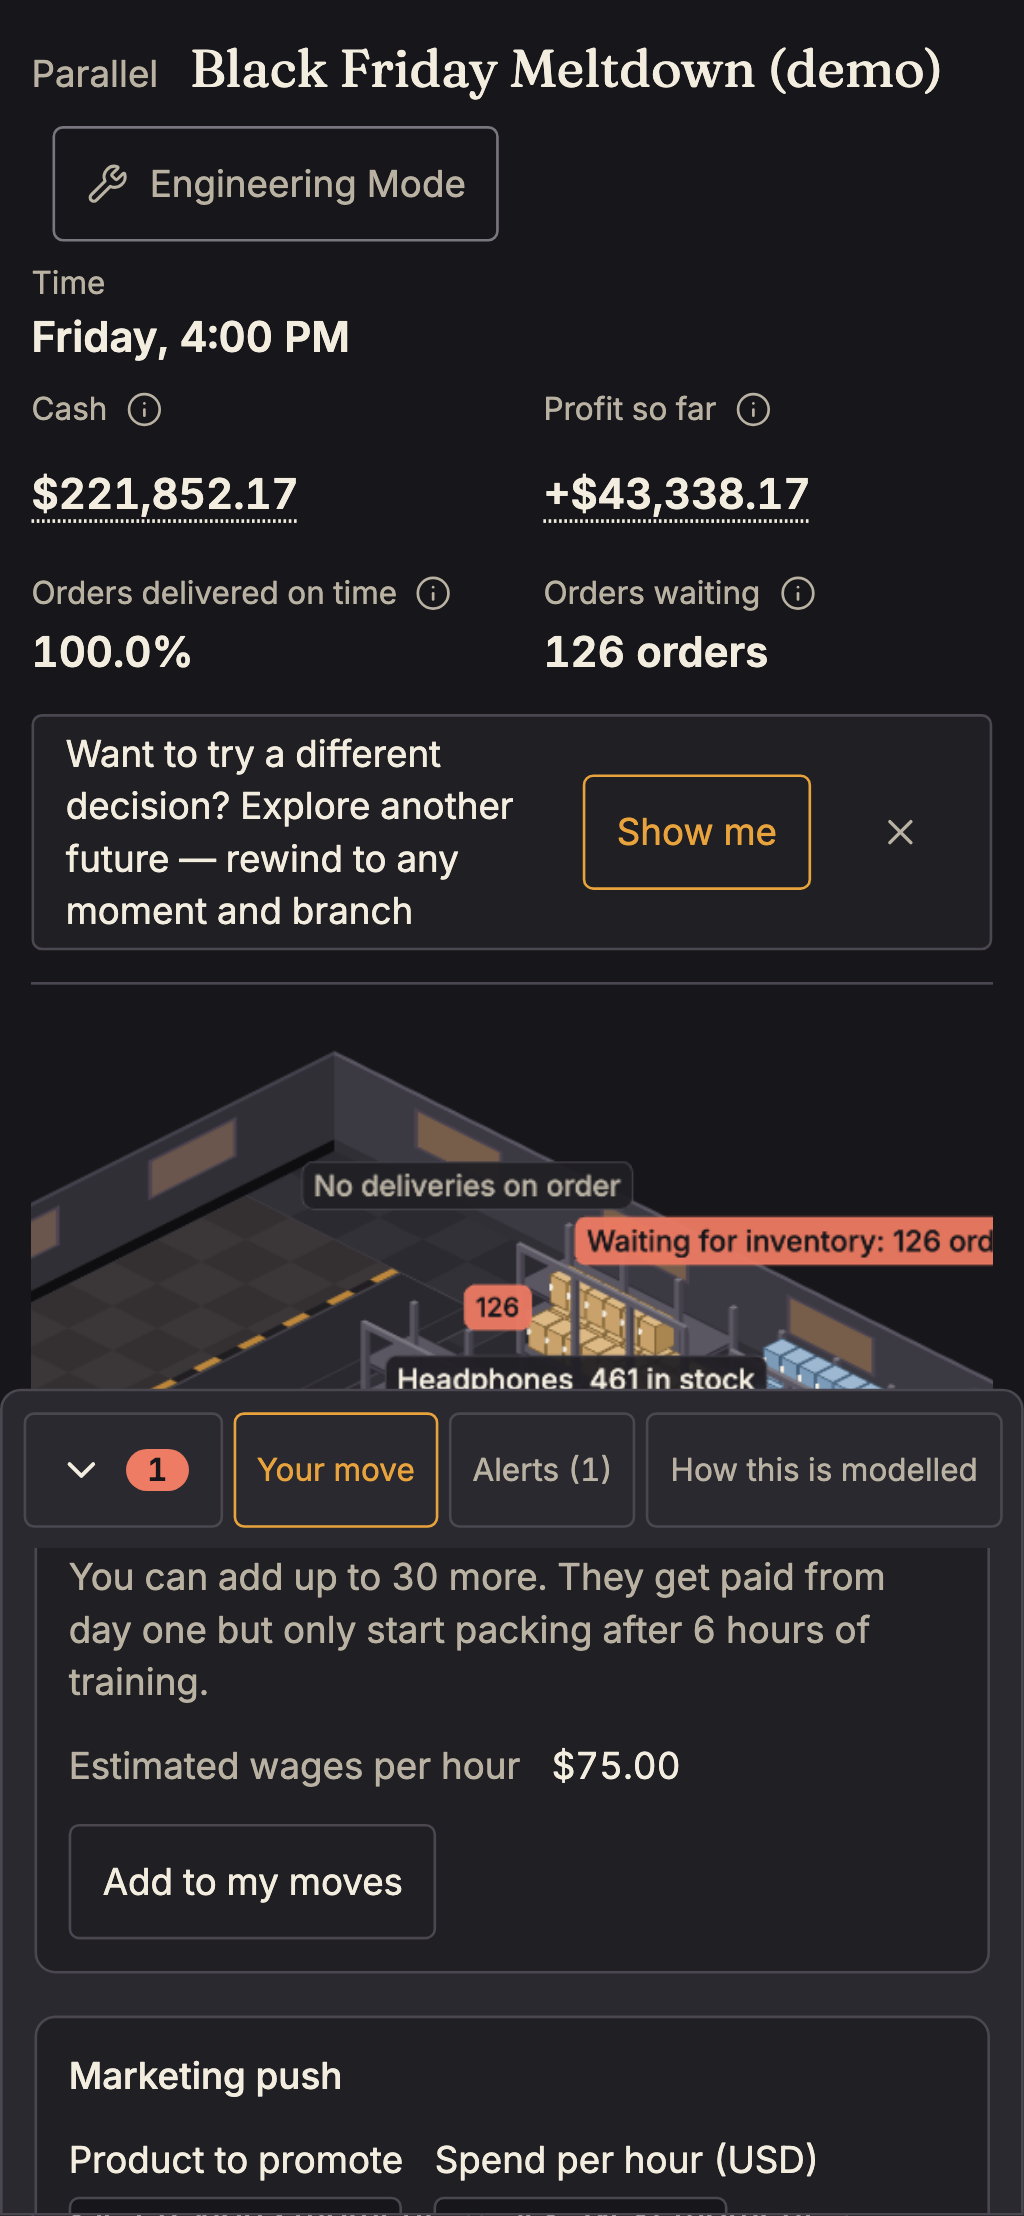 Parallel Black Friday Meltdown (demo)
Engineering Mode
Time
Friday, 4:00 PM
Cash Profit so far
$221,852.17 +$43,338.17
Orders delivered on time Orders waiting
100.0% 126 orders
Want to try a different
decision? Explore another
future — rewind to any
moment and branch
Show me
No deliveries on order
Waiting for inventory: 126 ord
126
Headphones 461 in stock
1 Your move Alerts (1) How this is modelled
You can add up to 30 more. They get paid from
day one but only start packing after 6 hours of
training.
Estimated wages per hour $75.00
Add to my moves
Marketing push
Product to promote Spend per hour (USD)